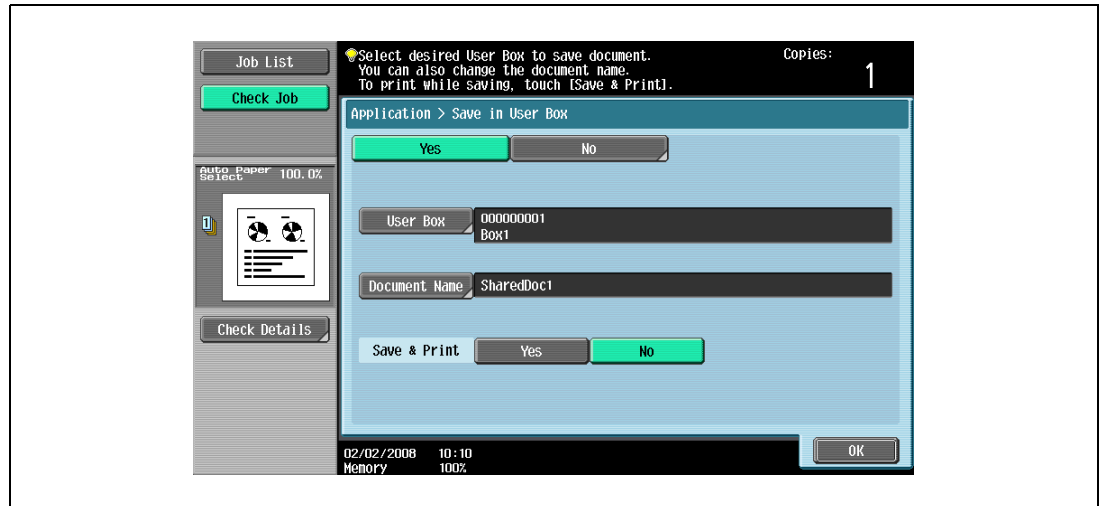 Job List
Check Job
Select desired User Box to save document.
You can also change the document name.
To print while saving, touch [Save & Print].
Copies:
1
Application > Save in User Box
Yes
No
Auto Paper
Select
100.0%
1
User Box
000000001
Box1
Document Name
SharedDoc1
Check Details
Save & Print
Yes
No
02/02/2008 10:10
Memory 100%
OK